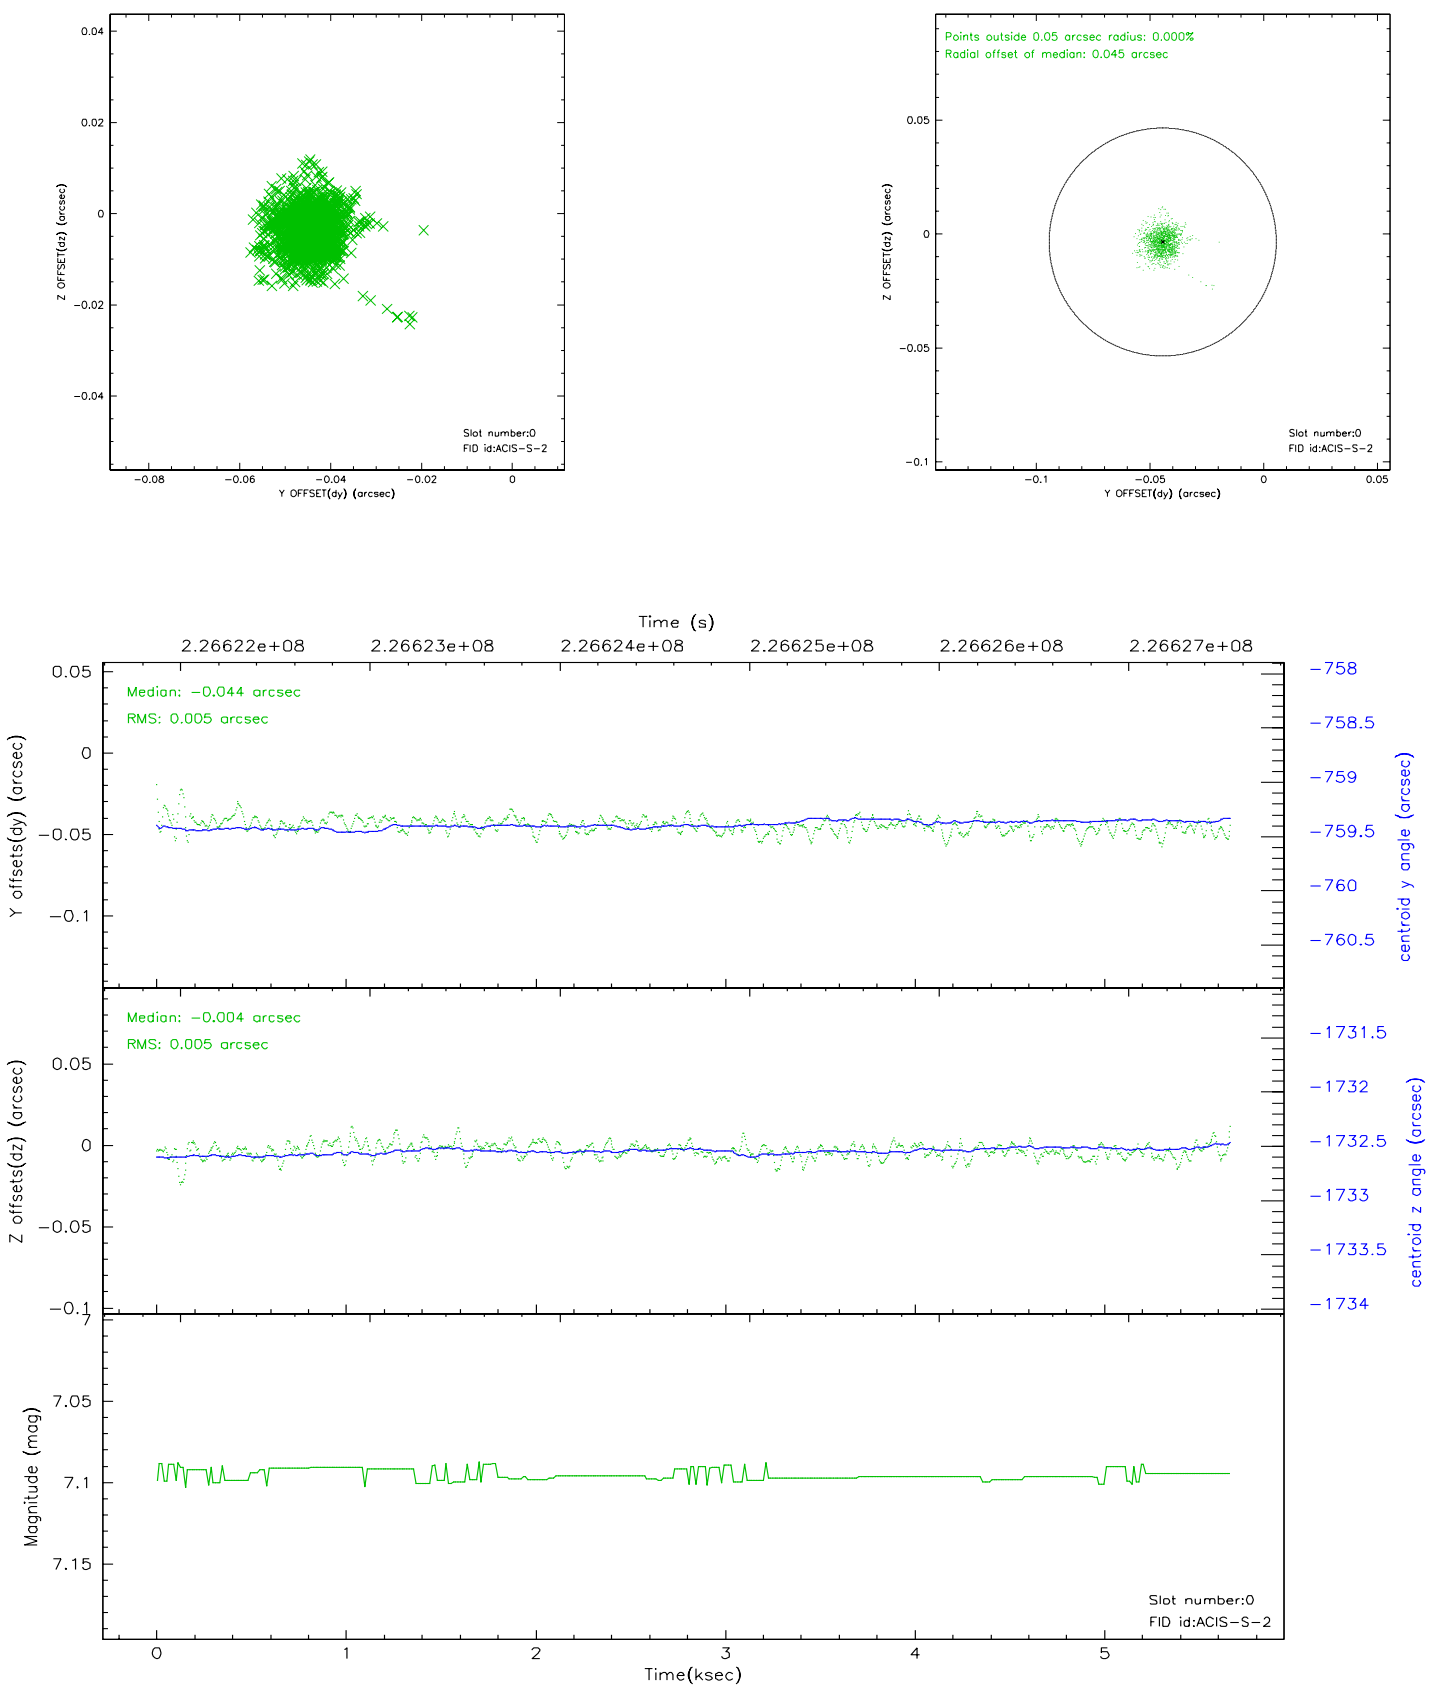 0.04
0.02
0
-0.02
-0.04
Z OFFSET(dz) (arcsec)
Slot number:0
FID id:ACIS-S-2
-0.08 -0.06 -0.04 -0.02 0
Y OFFSET(dy) (arcsec)
Points outside 0.05 arcsec radius: 0.000%
Radial offset of median: 0.045 arcsec
0.05
0
-0.05
-0.1
Z OFFSET(dz) (arcsec)
Slot number:0
FID id:ACIS-S-2
-0.1 -0.05 0 0.05
Y OFFSET(dy) (arcsec)
Time (s)
2.26622e+08 2.26623e+08 2.26624e+08 2.26625e+08 2.26626e+08 2.26627e+08
Median: -0.044 arcsec
RMS: 0.005 arcsec
0.05
0
-0.05
-0.1
Y offsets(dy) (arcsec)
-758
-758.5
-759
-759.5
-760
-760.5
centroid y angle (arcsec)
Median: -0.004 arcsec
RMS: 0.005 arcsec
0.05
0
-0.05
-0.1
Z offsets(dz) (arcsec)
-1731.5
-1732
-1732.5
-1733
-1733.5
-1734
centroid z angle (arcsec)
7
7.05
7.1
7.15
Magnitude (mag)
Slot number:0
FID id:ACIS-S-2
0 1 2 3 4 5
Time(ksec)